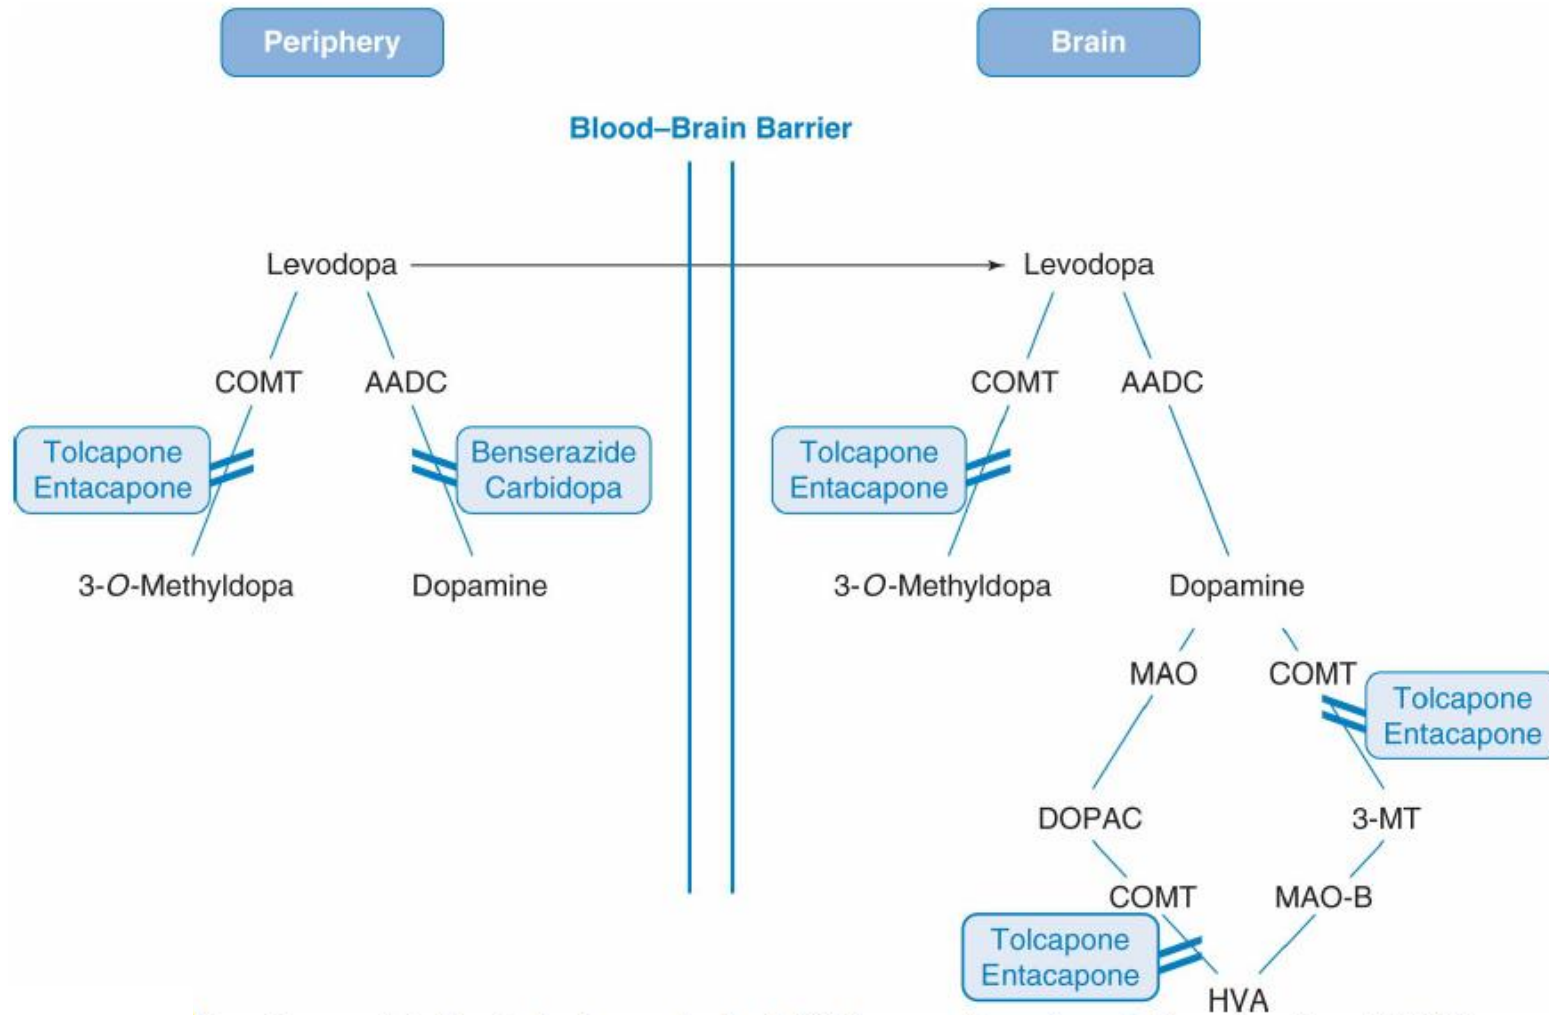 Periphery
Brain
Blood–Brain Barrier
Levodopa
Levodopa
COMT
AADC
COMT
AADC
Tolcapone
Entacapone
Benserazide
Carbidopa
Tolcapone
Entacapone
3-O-Methyldopa
Dopamine
3-O-Methyldopa
Dopamine
MAO
COMT
Tolcapone
Entacapone
DOPAC
3-MT
COMT
MAO-B
Tolcapone
Entacapone
HVA